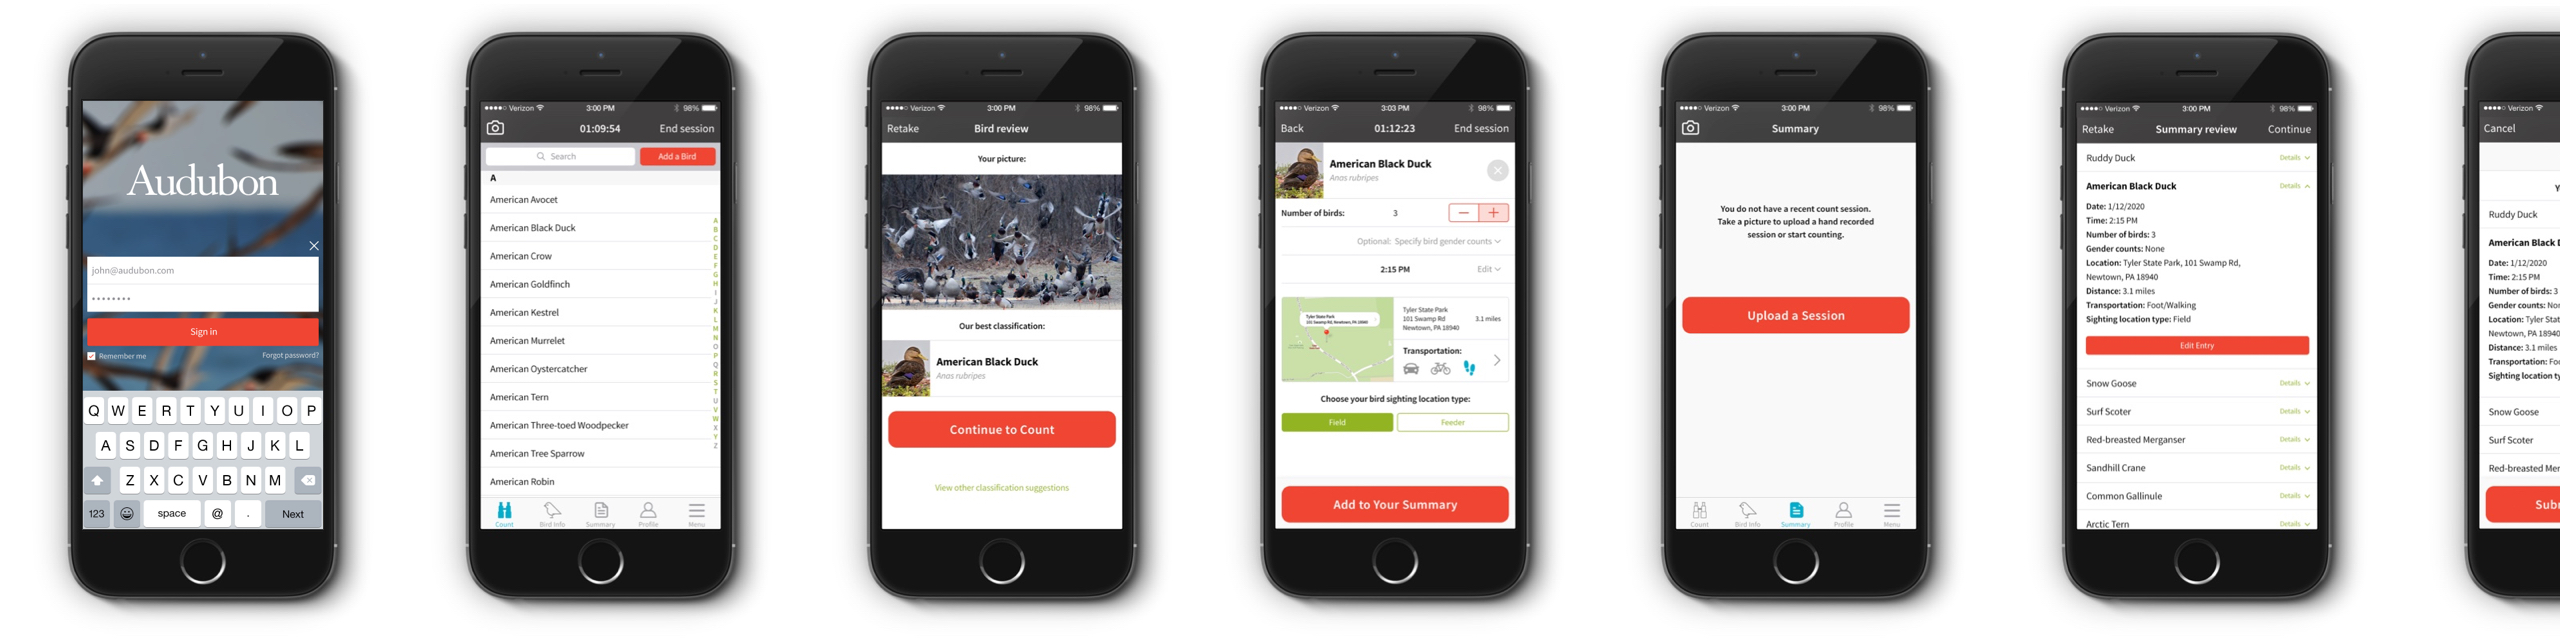 Audubon
john@audubon.com
••••••••
Sign in
Remember me
Forgot password?
Q W E R T Y U I O P
A S D F G H J K L
Z X C V B N M
123 space @ . Next
Verizon 3:00 PM 98%
01:09:54 End session
Search Add a Bird
A
American Avocet
American Black Duck
American Crow
American Goldfinch
American Kestrel
American Murrelet
American Oystercatcher
American Tern
American Three-toed Woodpecker
American Tree Sparrow
American Robin
A
B
C
D
E
F
G
H
I
J
K
L
M
N
O
P
Q
R
S
T
U
V
W
X
Y
Z
Count Bird Info Summary Profile Menu
Verizon 3:00 PM 98%
Retake Bird review
Your picture:
Our best classification:
American Black Duck
Anas rubripes
Continue to Count
View other classification suggestions
Verizon 3:03 PM 98%
Back 01:12:23 End session
American Black Duck
Anas rubripes
Number of birds: 3 − +
Optional: Specify bird gender counts
2:15 PM Edit
Tyler State Park
101 Swamp Rd, Newtown, PA 18940
Tyler State Park
101 Swamp Rd
Newtown, PA 18940
3.1 miles
Transportation:
Choose your bird sighting location type:
Field Feeder
Add to Your Summary
Verizon 3:00 PM 98%
Summary
You do not have a recent count session.
Take a picture to upload a hand recorded
session or start counting.
Upload a Session
Count Bird Info Summary Profile Menu
Verizon 3:00 PM 98%
Retake Summary review Continue
Ruddy Duck Details
American Black Duck Details
Date: 1/12/2020
Time: 2:15 PM
Number of birds: 3
Gender counts: None
Location: Tyler State Park, 101 Swamp Rd,
Newtown, PA 18940
Distance: 3.1 miles
Transportation: Foot/Walking
Sighting location type: Field
Edit Entry
Snow Goose Details
Surf Scoter Details
Red-breasted Merganser Details
Sandhill Crane Details
Common Gallinule Details
Arctic Tern Details
Verizon
Cancel
Y
Ruddy Duck
American Black
Date: 1/12/2020
Time: 2:15 PM
Number of birds: 3
Gender counts: No
Location: Tyler Sta
Newtown, PA 18940
Distance: 3.1 miles
Transportation: Fo
Sighting location ty
Snow Goose
Surf Scoter
Red-breasted Mer
Sub